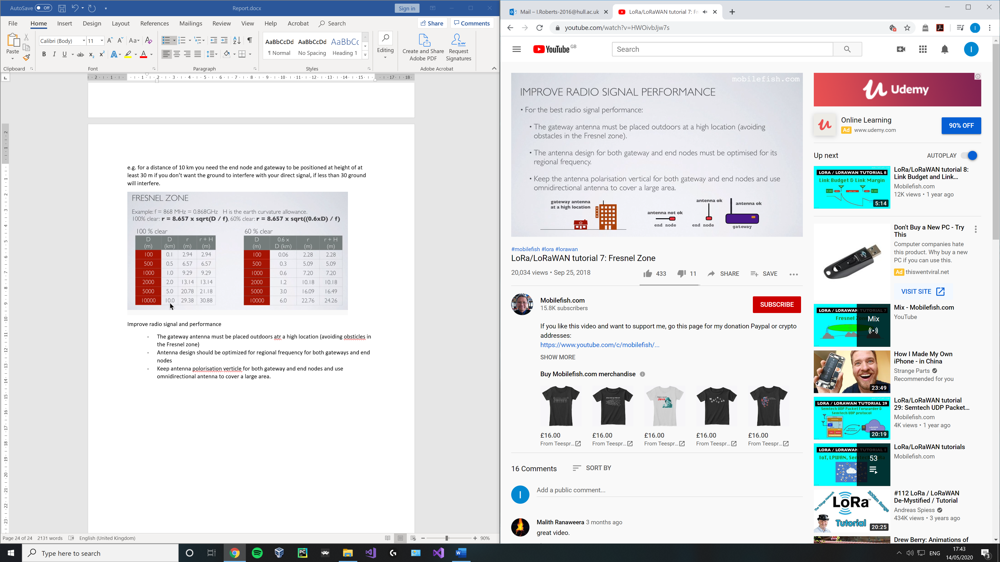 AutoSave Off Report.docx Sign in
File Home Insert Design Layout References Mailings Review View Help Acrobat Search Share Comments
Calibri (Body) 11
Paste
AaBbCcDd AaBbCcDd AaBbCc
¶ Normal No Spacing Heading 1
Editing
Create and Share Adobe PDF
Request Signatures
Clipboard Font Paragraph Styles Adobe Acrobat
e.g. for a distance of 10 km you need the end node and gateway to be positioned at height of at
least 30 m if you don't want the ground to interfere with your direct signal, if less than 30 ground
will interfere.
FRESNEL ZONE
Example: f = 868 MHz = 0.868GHz H is the earth curvature allowance.
100% clear: r = 8.657 x sqrt(D / f), 60% clear: r = 8.657 x sqrt((0.6xD) / f)
100 % clear
D (m) D (km) r (m) r + H (m)
100 0.1 2.94 2.94
500 0.5 6.57 6.57
1000 1.0 9.29 9.29
2000 2.0 13.14 13.14
5000 5.0 20.78 21.18
10000 10.0 29.38 30.88
60 % clear
D (m) 0.6 x D (km) r (m) r + H (m)
100 0.06 2.28 2.28
500 0.3 5.09 5.09
1000 0.6 7.20 7.20
2000 1.2 10.18 10.18
5000 3.0 16.09 16.49
10000 6.0 22.76 24.26
Improve radio signal and performance
- The gateway antenna must be placed outdoors atr a high location (avoiding obsticles in
the Fresnel zone)
- Antenna design should be optimized for regional frequency for both gateways and end
nodes
- Keep antenna polorisation verticle for both gateway and end nodes and use
omnidirectional antenna to cover a large area.
Page 24 of 24 2131 words English (United Kingdom) 90%
Mail – I.Roberts-2016@hull.ac.uk
LoRa/LoRaWAN tutorial 7: Fr
youtube.com/watch?v=HWOivbJjw7s
YouTube GB
Search
mobilefish.com
IMPROVE RADIO SIGNAL PERFORMANCE
• For the best radio signal performance:
• The gateway antenna must be placed outdoors at a high location (avoiding
obstacles in the Fresnel zone).
• The antenna design for both gateway and end nodes must be optimised for its
regional frequency.
• Keep the antenna polarisation vertical for both gateway and end nodes and use
omnidirectional antenna to cover a large area.
gateway antenna
at a high location
antenna not ok
end node
antenna ok
end node
antenna ok
gateway
#mobilefish #lora #lorawan
LoRa/LoRaWAN tutorial 7: Fresnel Zone
20,034 views • Sep 25, 2018
433 11 SHARE SAVE
Mobilefish.com
15.8K subscribers
SUBSCRIBE
If you like this video and want to support me, go this page for my donation Paypal or crypto
addresses:
https://www.youtube.com/c/mobilefish/...
SHOW MORE
Buy Mobilefish.com merchandise
£16.00 £16.00 £16.00 £16.00 £16.00
From Teespr... From Teespr... From Teespr... From Teespr... From Teespr...
16 Comments SORT BY
Add a public comment...
Malith Ranaweera 3 months ago
great video.
Udemy
Online Learning
Ad www.udemy.com
90% OFF
Up next AUTOPLAY
LORA / LORAWAN TUTORIAL 8
Link Budget & Link Margin
5:14
LoRa/LoRaWAN tutorial 8:
Link Budget and Link...
Mobilefish.com
12K views • 1 year ago
Don't Buy a New PC - Try
This
Computer companies hate
this product. Why buy a new
PC if you can use this.
Ad thiswentviral.net
VISIT SITE
LORA / LORAWAN TUTORIAL 7
Mix
Mix - Mobilefish.com
YouTube
23:49
How I Made My Own
iPhone - in China
Strange Parts
Recommended for you
LORA / LORAWAN TUTORIAL 29
Semtech UDP Packet Forwarder &
Semtech UDP protocol
20:19
LoRa/LoRaWAN tutorial
29: Semtech UDP Packet...
Mobilefish.com
4K views • 1 year ago
LORA / LORAWAN TUTORIAL 1
53
LoRa/LoRaWAN tutorials
Mobilefish.com
The Things Network
500km Range
LoRa
Tutorial
20:25
#112 LoRa / LoRaWAN
De-Mystified / Tutorial
Andreas Spiess
434K views • 3 years ago
Drew Berry: Animations of
Type here to search
ENG
17:43
14/05/2020
3